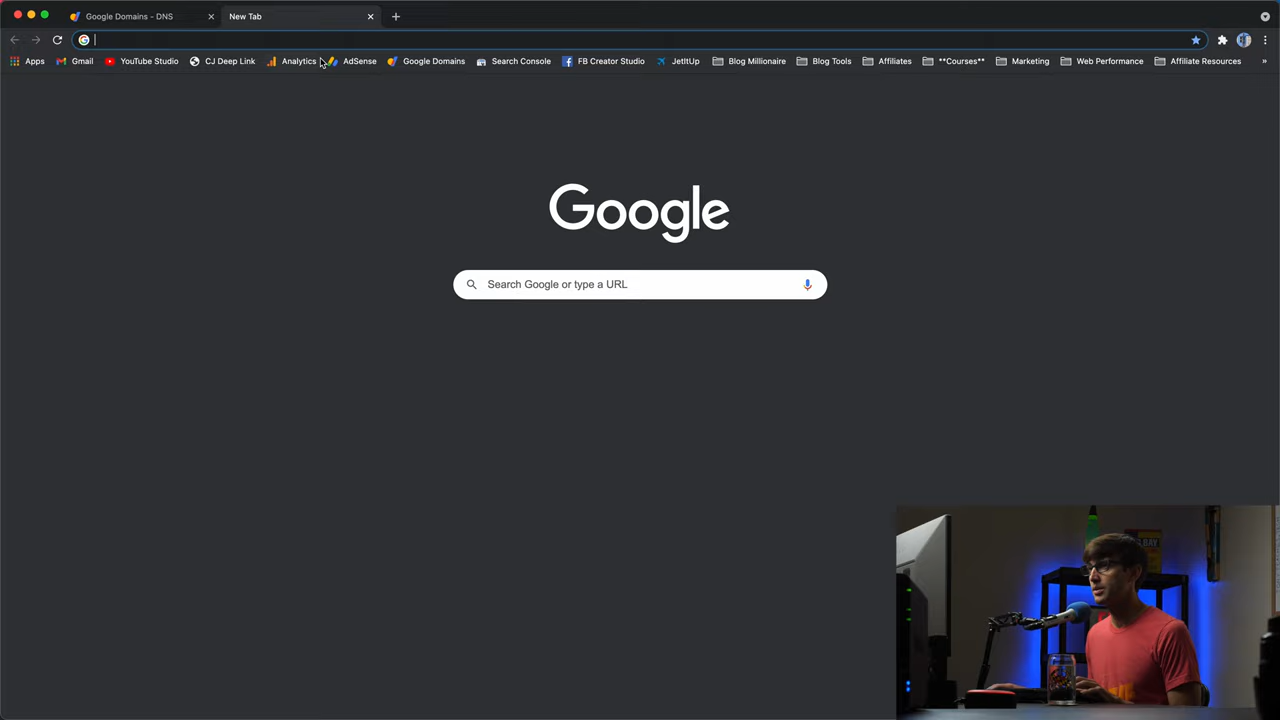 Google Domains - DNS
New Tab
Apps Gmail YouTube Studio CJ Deep Link Analytics AdSense Google Domains Search Console FB Creator Studio JetItUp Blog Millionaire Blog Tools Affiliates **Courses** Marketing Web Performance Affiliate Resources »
Google
Search Google or type a URL
BAY